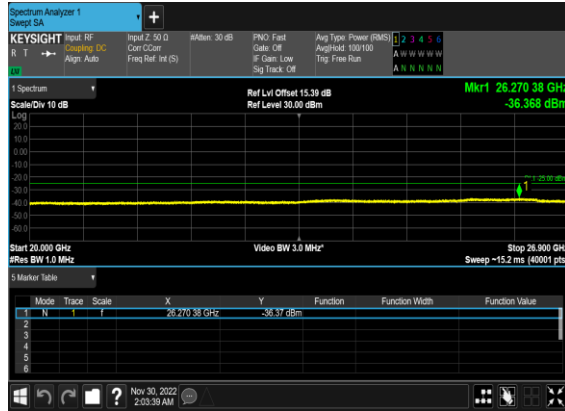 Spectrum Analyzer 1
Swept SA
+
KEYSIGHT Input: RF Input Z: 50 Ω #Atten: 30 dB PNO: Fast Avg Type: Power (RMS) 1 2 3 4 5 6
R T Coupling: DC Corr CCorr Gate: Off Avg|Hold: 100/100 A W W W W W
Align: Auto Freq Ref: Int (S) IF Gain: Low Trig: Free Run
Sig Track: Off A N N N N N
1 Spectrum Ref Lvl Offset 15.39 dB Mkr1 26.270 38 GHz
Scale/Div 10 dB Ref Level 30.00 dBm -36.368 dBm
Log
20.0
10.0
0.00
-10.0
-20.0
-30.0
-40.0
-50.0
-60.0
1 -25.00 dBm
1
Start 20.000 GHz Video BW 3.0 MHz* Stop 26.900 GHz
#Res BW 1.0 MHz Sweep ~15.2 ms (40001 pts)
5 Marker Table
Mode Trace Scale X Y Function Function Width Function Value
1 N 1 f 26.270 38 GHz -36.37 dBm
2
3
4
5
6
? Nov 30, 2022
2:03:39 AM